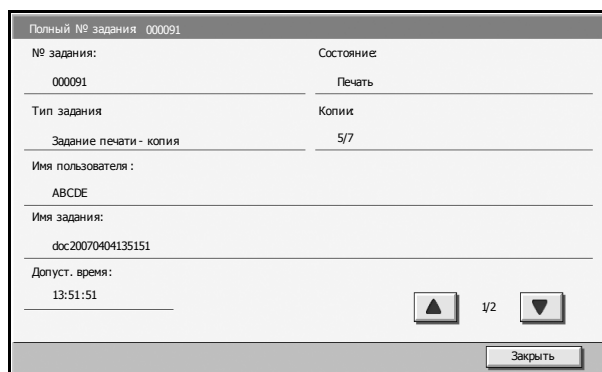 Полный № задания: 000091
№ задания:
000091
Состояние:
Печать
Тип задания:
Задание печати - копия
Копии:
5/7
Имя пользователя :
ABCDE
Имя задания:
doc20070404135151
Допуст. время:
13:51:51
1/2
Закрыть